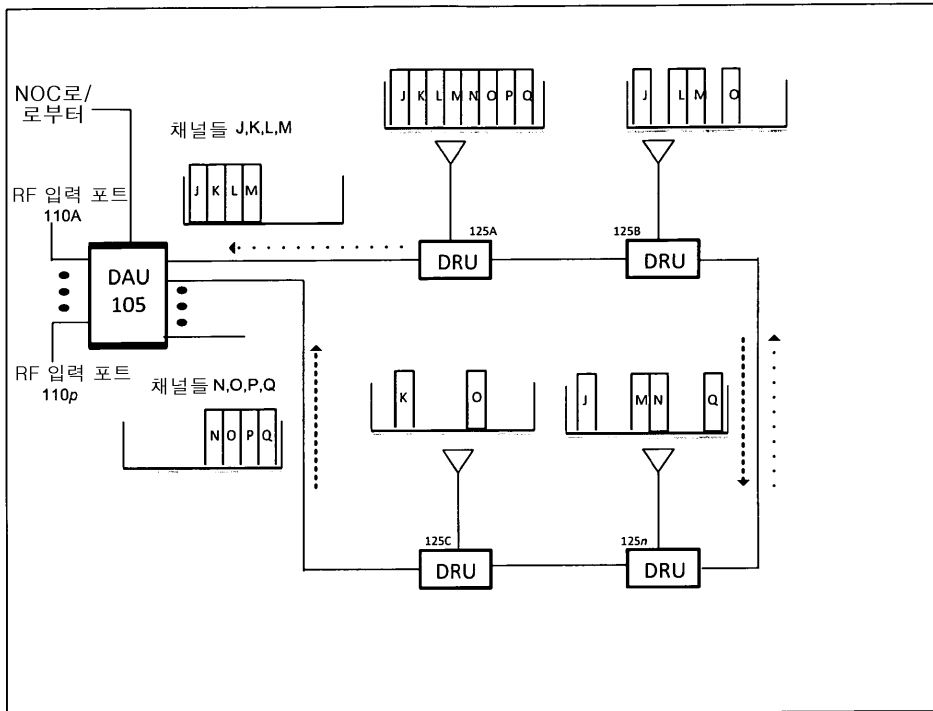 NOC로/
로부터
채널들 J,K,L,M
J K L M
J K L M N O P Q
J L M O
RF 입력 포트
110A
125A
125B
DAU
105
DRU
DRU
RF 입력 포트
110p
채널들 N,O,P,Q
N O P Q
K O
J M N Q
125C
125n
DRU
DRU